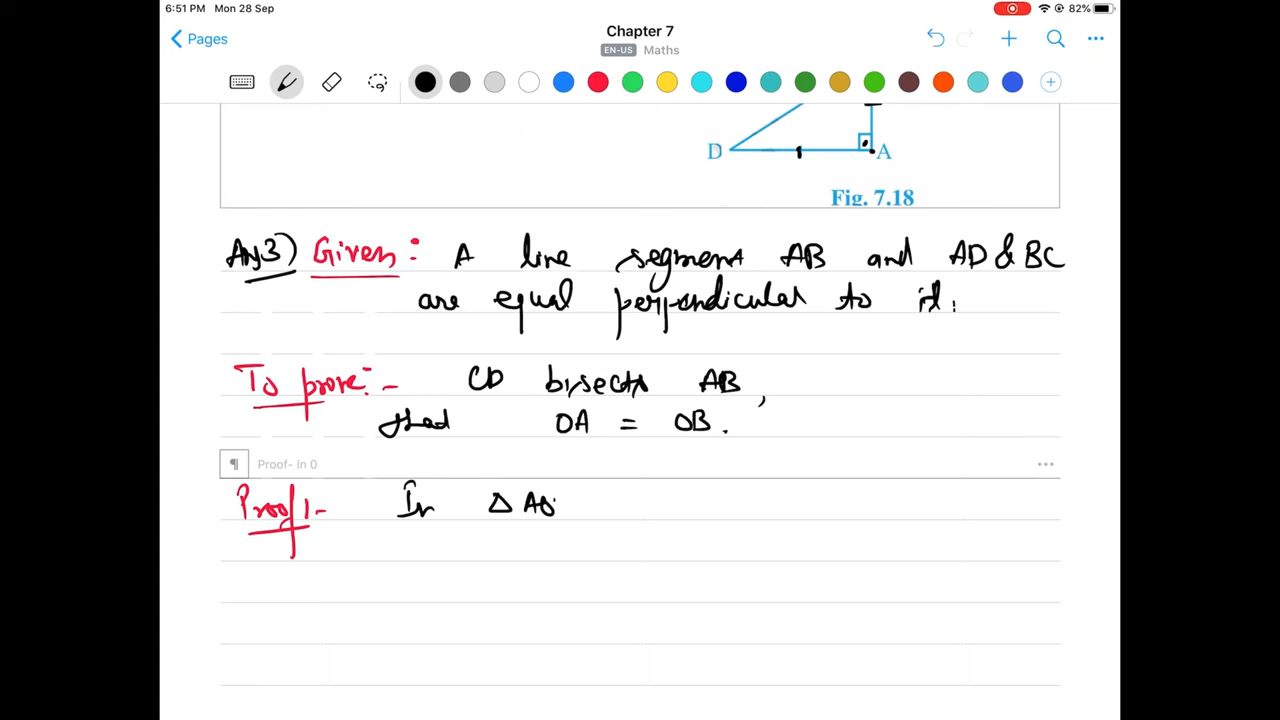 6:51 PM Mon 28 Sep
82%
Pages
Chapter 7
EN-US Maths
D
A
Fig. 7.18
Ans3) Given: A line segment AB and AD & BC
are equal perpendicular to it.
To prove:- CD bisects AB,
OA = OB.
Proof- In 0
Proof:- In Δ AO